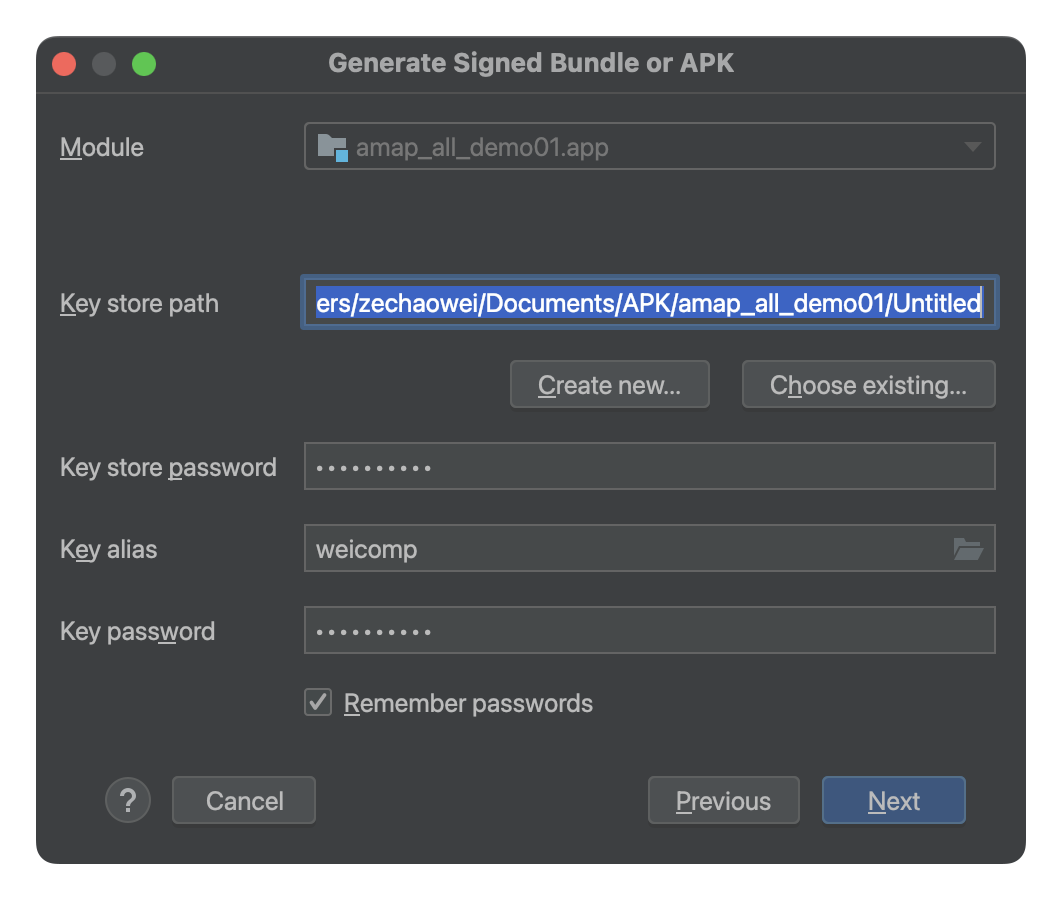 Generate Signed Bundle or APK
Module amap_all_demo01.app
Key store path ers/zechaowei/Documents/APK/amap_all_demo01/Untitled
Create new... Choose existing...
Key store password ••••••••••
Key alias weicomp
Key password ••••••••••
Remember passwords
? Cancel Previous Next